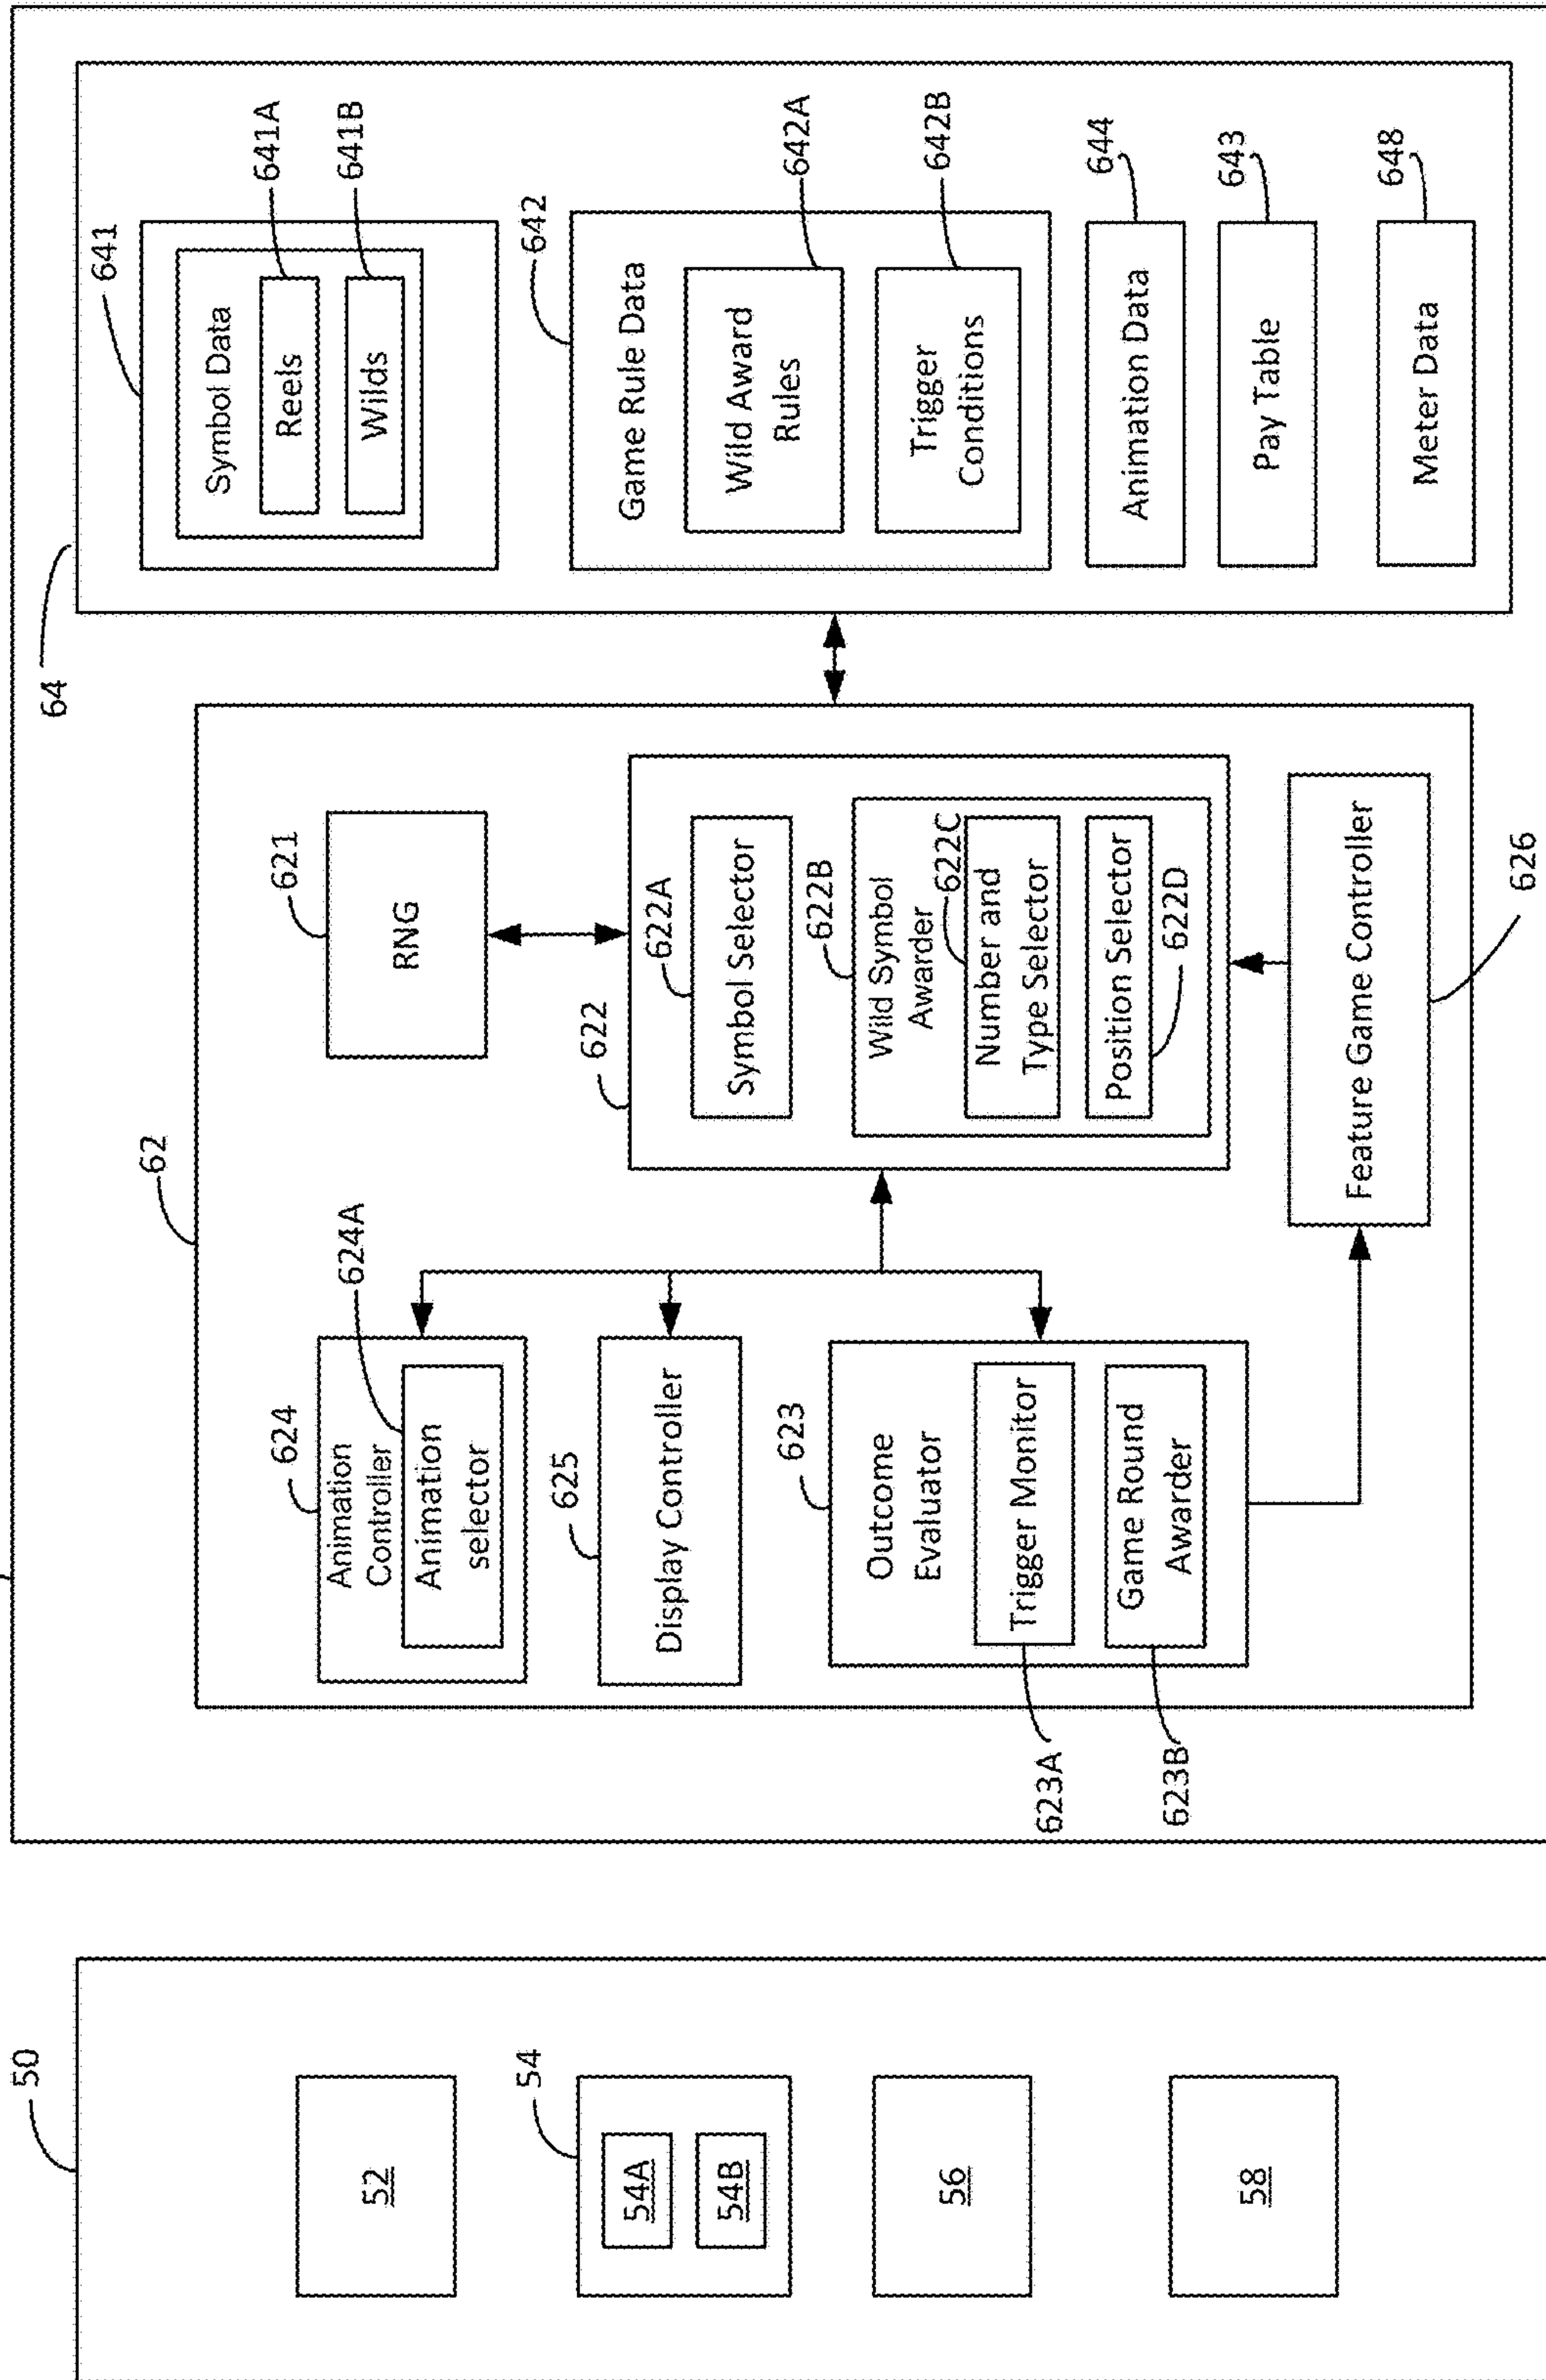 50
52
54
54A
54B
56
58
62
624
Animation
Controller
624A
Animation
selector
625
Display Controller
623
Outcome
Evaluator
Trigger Monitor
623A
Game Round
Awarder
623B
621
RNG
622
622A
Symbol Selector
622B
Wild Symbol
Awarder
622C
Number and
Type Selector
Position Selector
622D
Feature Game Controller
626
64
641
Symbol Data
641A
Reels
641B
Wilds
642
Game Rule Data
642A
Wild Award
Rules
642B
Trigger
Conditions
644
Animation Data
643
Pay Table
648
Meter Data